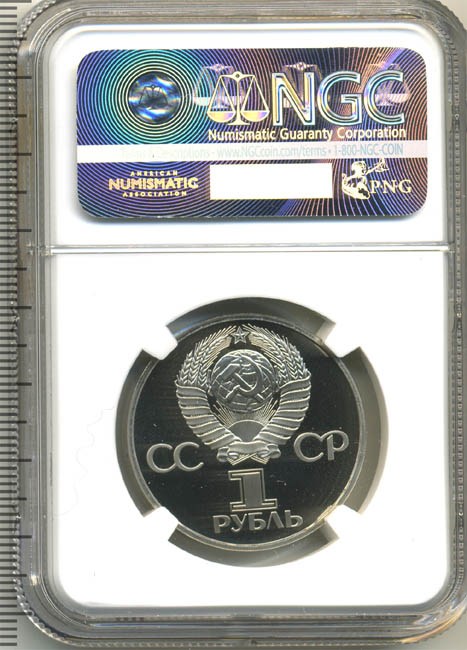 NGC
Numismatic Guaranty Corporation
www.NGCcoin.com/terms • 1-800-NGC-COIN
AMERICAN
NUMISMATIC
ASSOCIATION
PNG
СС СР
1
РУБЛЬ